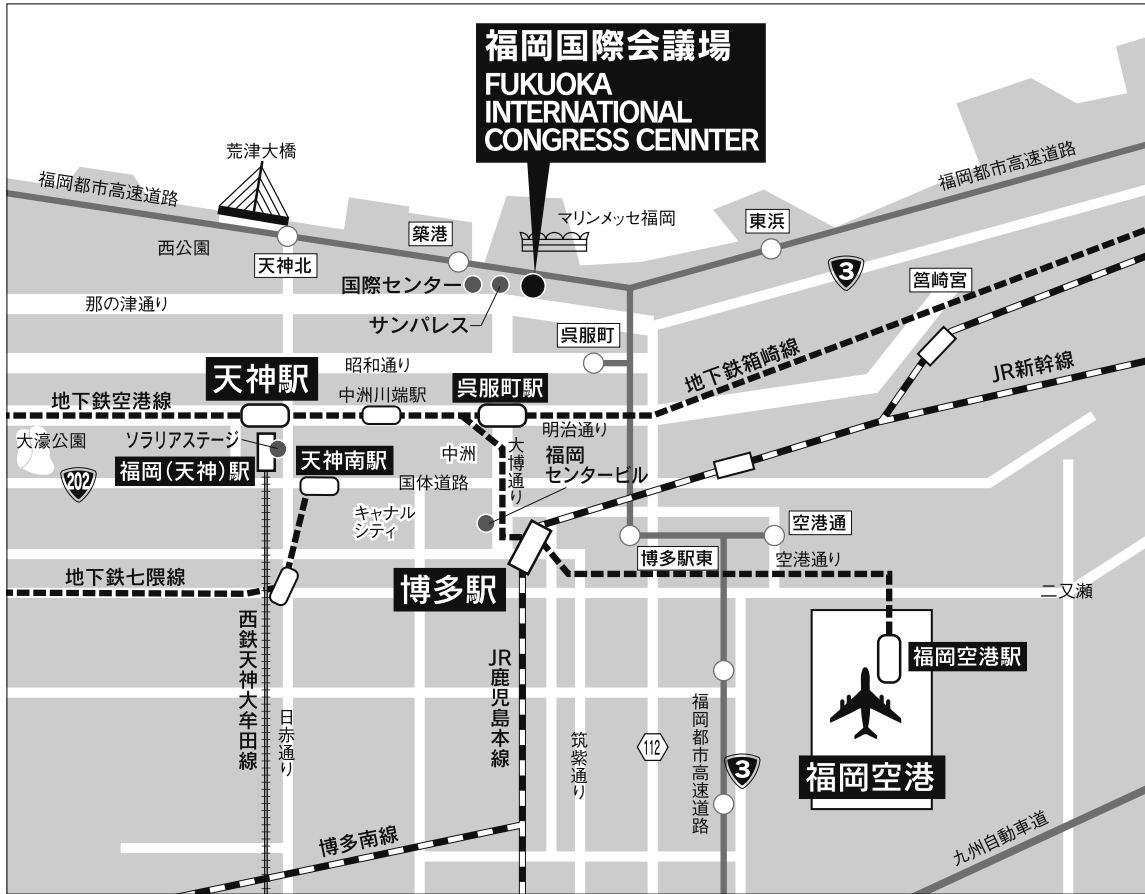 福岡国際会議場
FUKUOKA
INTERNATIONAL
CONGRESS CENNTER
荒津大橋
福岡都市高速道路
西公園
天神北
築港
マリンメッセ福岡
東浜
福岡都市高速道路
3
筥崎宮
国際センター
サンパレス
那の津通り
呉服町
昭和通り
天神駅
中洲川端駅
呉服町駅
地下鉄箱崎線
JR新幹線
地下鉄空港線
明治通り
大濠公園
ソラリアステージ
福岡(天神)駅
天神南駅
中洲
大博通り
福岡
センタービル
202
国体道路
キャナル
シティ
空港通
博多駅東
空港通り
地下鉄七隈線
博多駅
二又瀬
西鉄天神大牟田線
日赤通り
JR鹿児島本線
筑紫通り
112
福岡都市高速道路
3
福岡空港駅
福岡空港
博多南線
九州自動車道